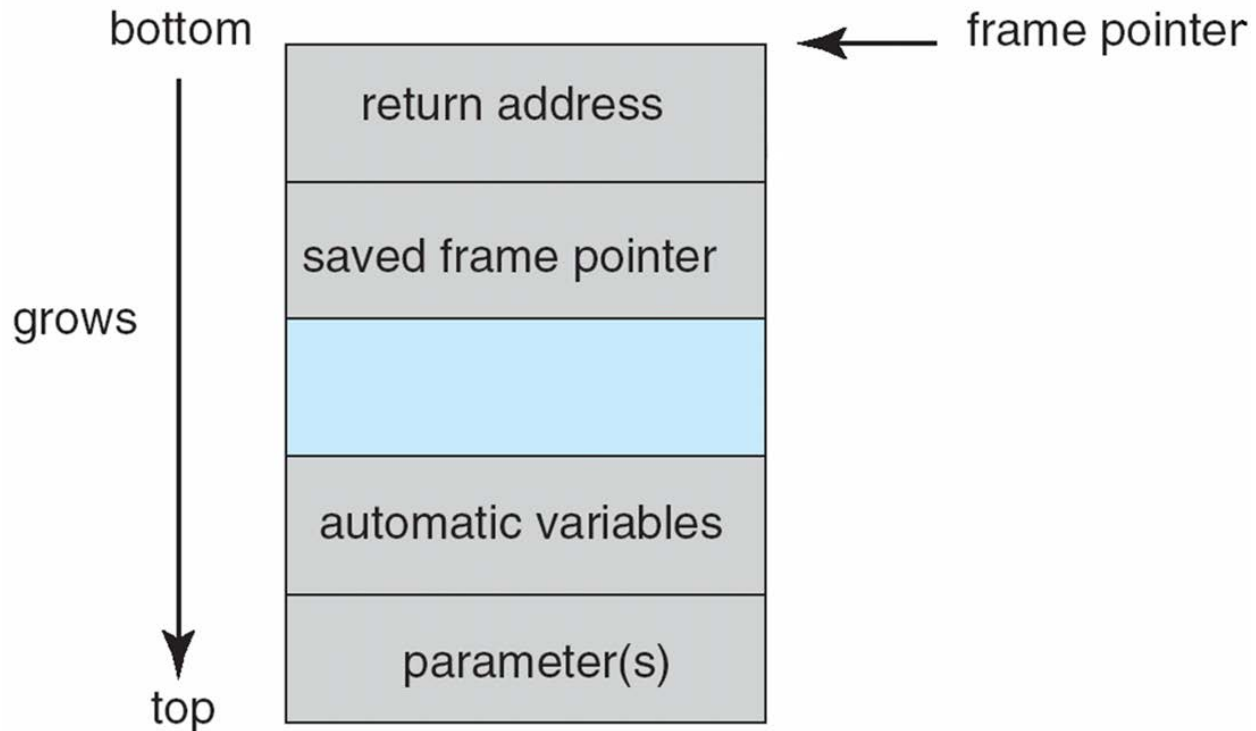 bottom
frame pointer
return address
saved frame pointer
grows
automatic variables
parameter(s)
top